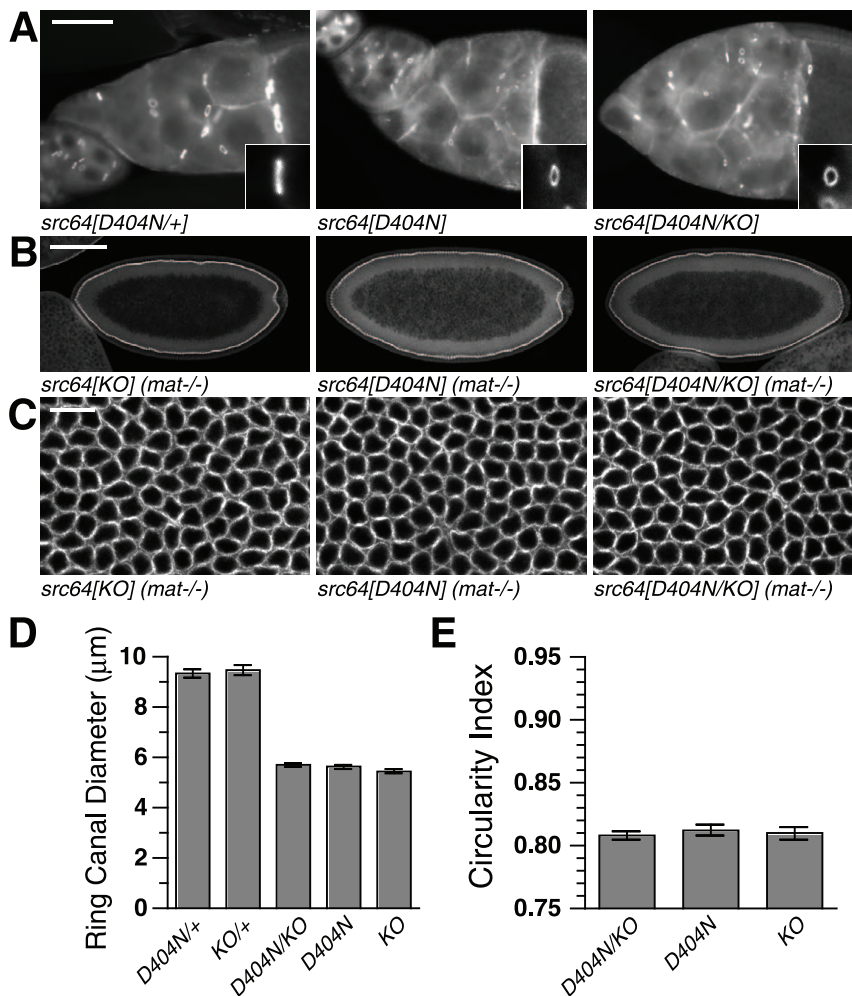 A
src64[D404N/+]
src64[D404N]
src64[D404N/KO]
B
src64[KO] (mat-/-)
src64[D404N] (mat-/-)
src64[D404N/KO] (mat-/-)
C
src64[KO] (mat-/-)
src64[D404N] (mat-/-)
src64[D404N/KO] (mat-/-)
D
Ring Canal Diameter (μm)
10
8
6
4
2
0
D404N/+
KO/+
D404N/KO
D404N
KO
E
Circularity Index
0.95
0.90
0.85
0.80
0.75
D404N/KO
D404N
KO